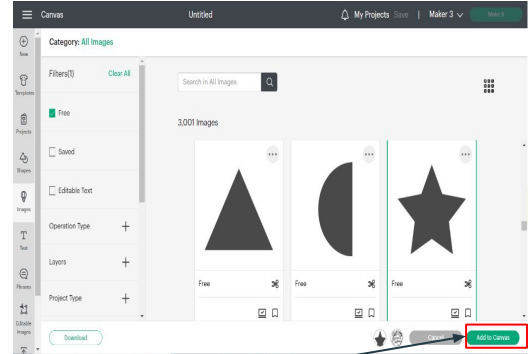 Canvas Untitled My Projects Save | Maker 3 Make It
New
Templates
Projects
Shapes
Images
Text
Phrases
Editable
Images
Category: All Images
Filters(1) Clear All
Free
Saved
Editable Text
Operation Type
Layers
Project Type
Download
Search in All Images
3,001 Images
Free
Free
Free
Cancel Add to Canvas